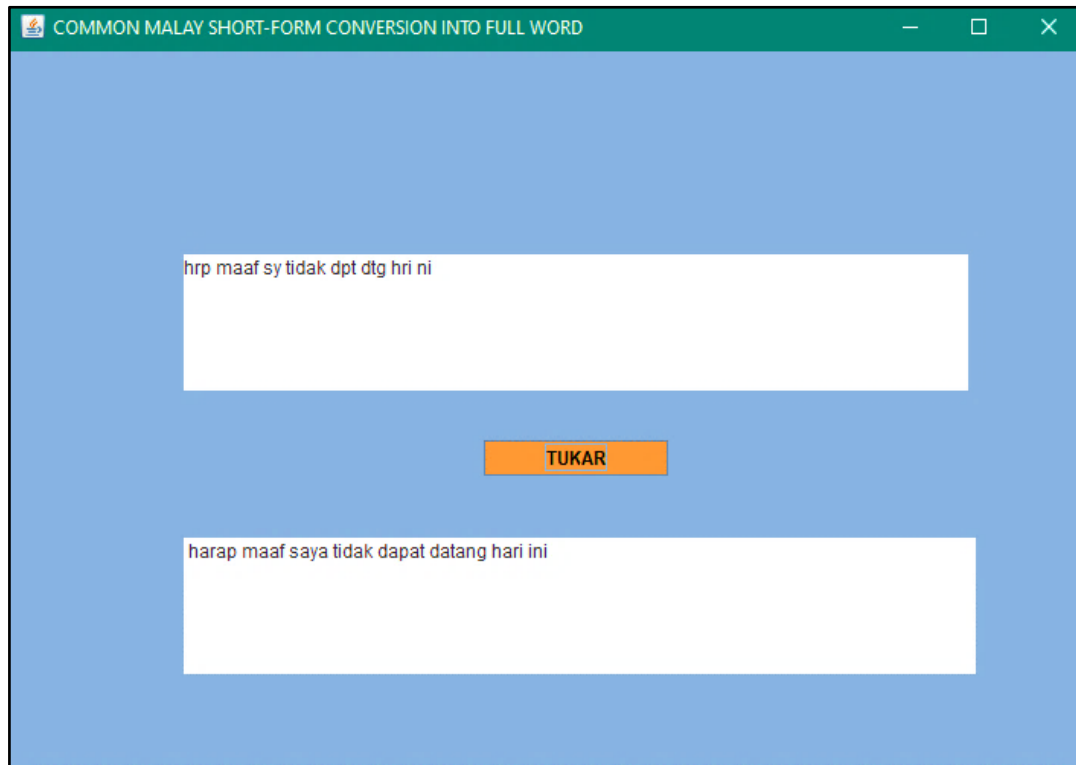 COMMON MALAY SHORT-FORM CONVERSION INTO FULL WORD
hrp maaf sy tidak dpt dtg hri ni
TUKAR
harap maaf saya tidak dapat datang hari ini